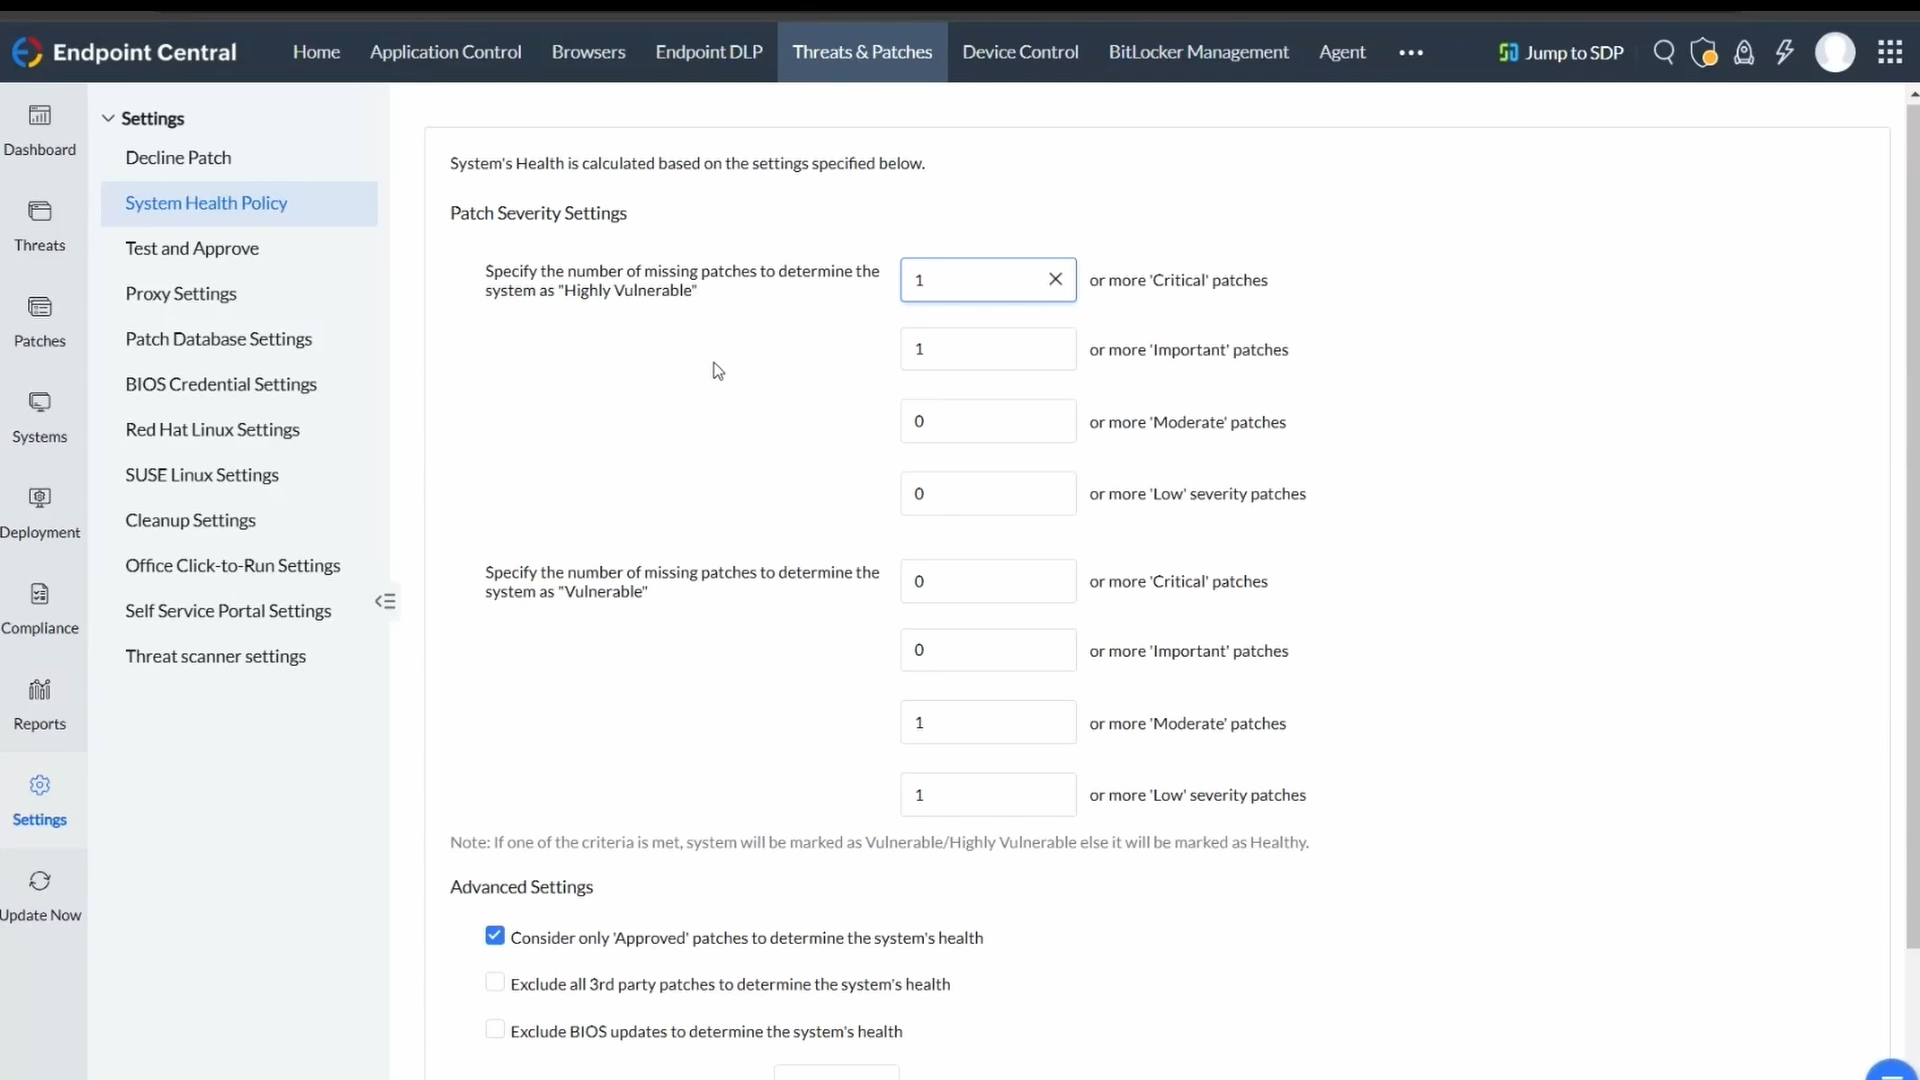 Endpoint Central
Home
Application Control
Browsers
Endpoint DLP
Threats & Patches
Device Control
BitLocker Management
Agent
Jump to SDP
Dashboard
Threats
Patches
Systems
Deployment
Compliance
Reports
Settings
Update Now
Settings
Decline Patch
System Health Policy
Test and Approve
Proxy Settings
Patch Database Settings
BIOS Credential Settings
Red Hat Linux Settings
SUSE Linux Settings
Cleanup Settings
Office Click-to-Run Settings
Self Service Portal Settings
Threat scanner settings
System's Health is calculated based on the settings specified below.
Patch Severity Settings
Specify the number of missing patches to determine the
system as "Highly Vulnerable"
1 or more 'Critical' patches
1 or more 'Important' patches
0 or more 'Moderate' patches
0 or more 'Low' severity patches
Specify the number of missing patches to determine the
system as "Vulnerable"
0 or more 'Critical' patches
0 or more 'Important' patches
1 or more 'Moderate' patches
1 or more 'Low' severity patches
Note: If one of the criteria is met, system will be marked as Vulnerable/Highly Vulnerable else it will be marked as Healthy.
Advanced Settings
Consider only 'Approved' patches to determine the system's health
Exclude all 3rd party patches to determine the system's health
Exclude BIOS updates to determine the system's health